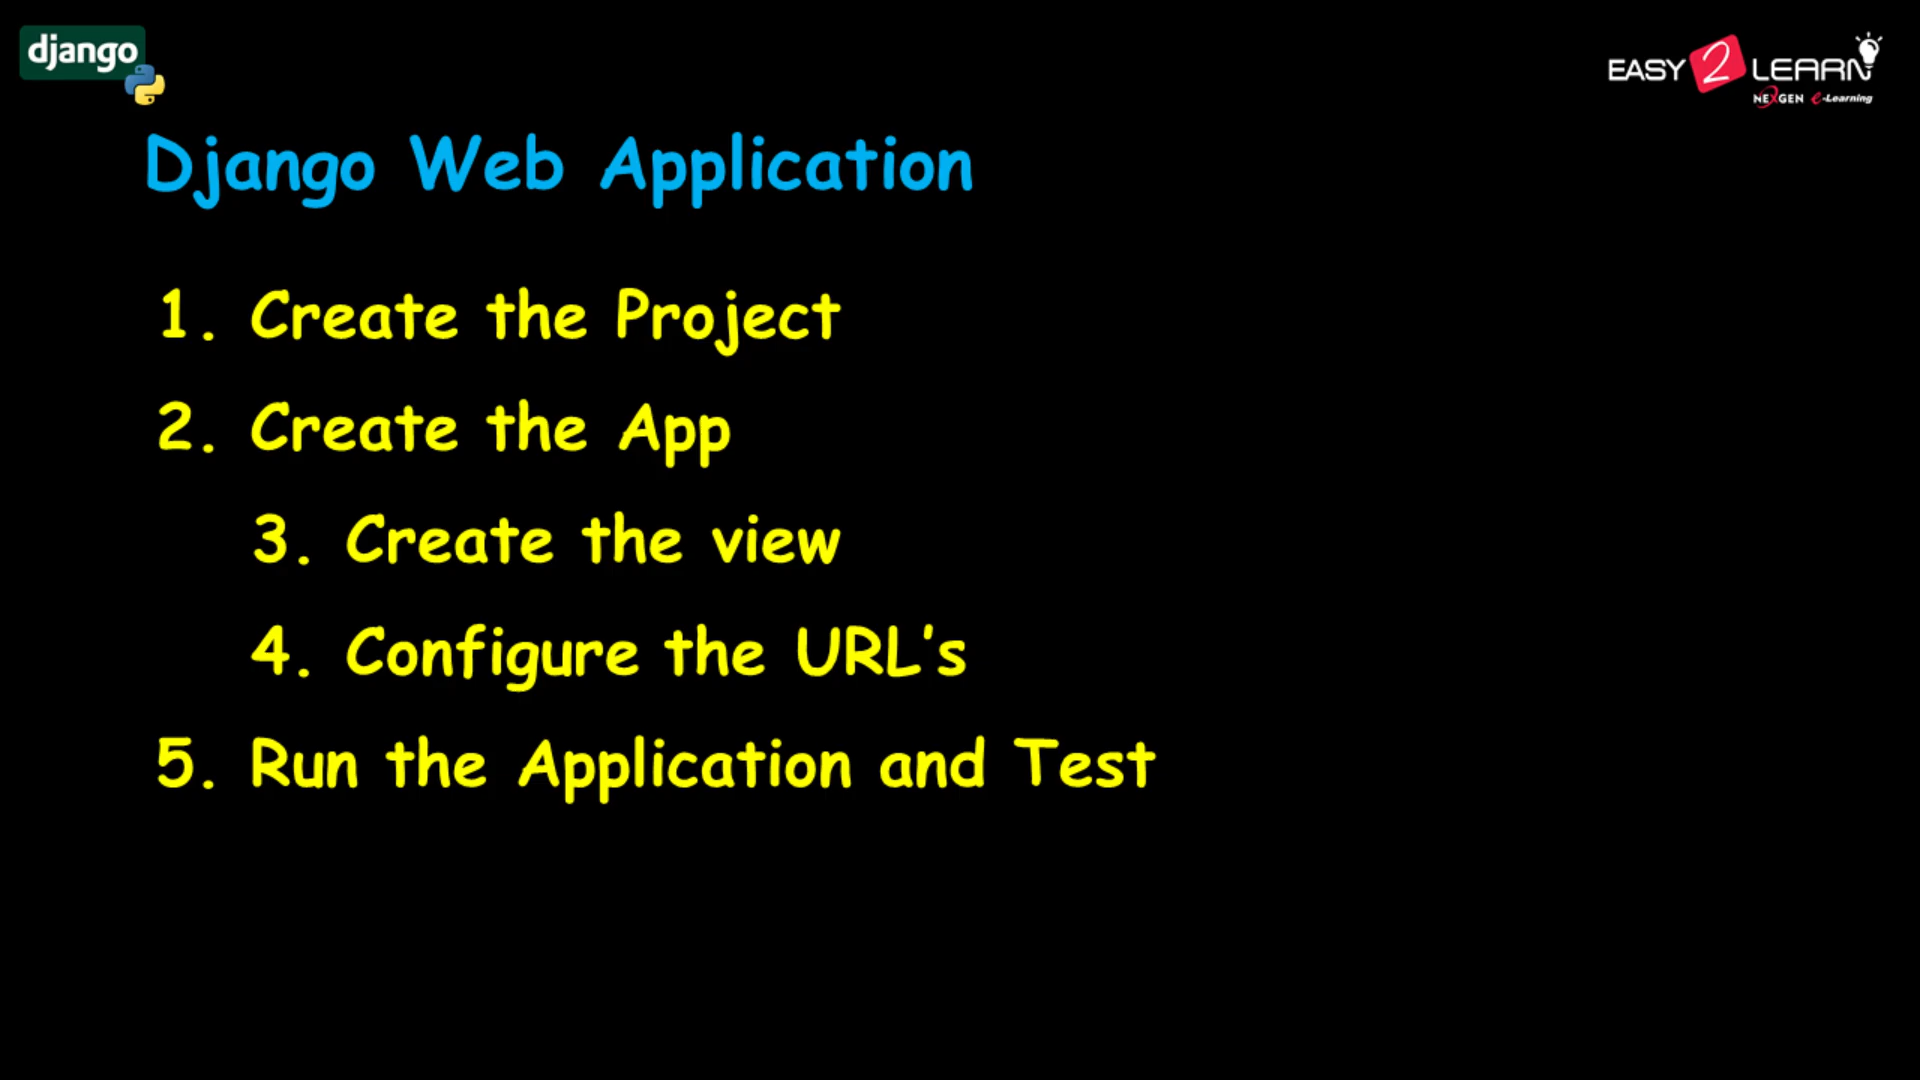 django
EASY 2 LEARN
NEXGEN e-Learning
Django Web Application
1. Create the Project
2. Create the App
3. Create the view
4. Configure the URL's
5. Run the Application and Test